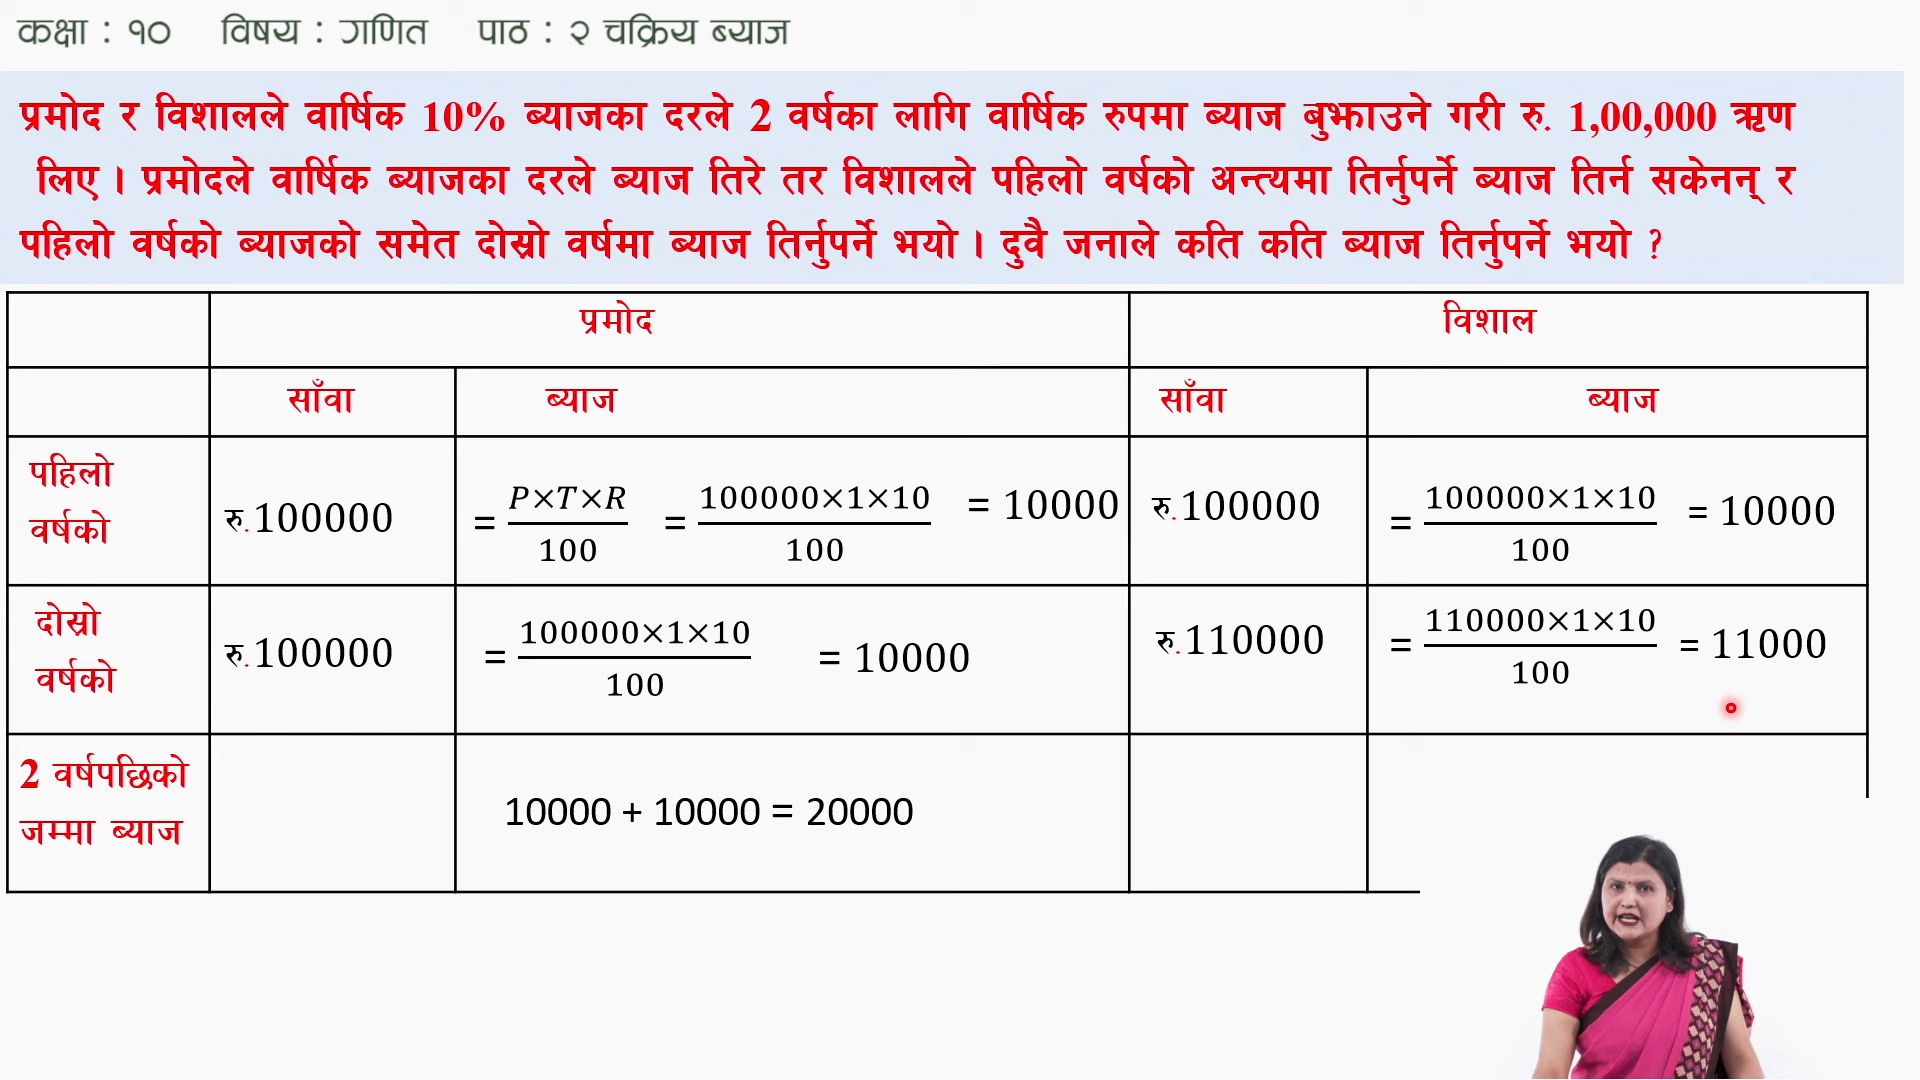 कक्षा : १० विषय : गणित पाठ : २ चक्रिय ब्याज
प्रमोद र विशालले वार्षिक 10% ब्याजका दरले 2 वर्षका लागि वार्षिक रुपमा ब्याज बुझाउने गरी रु. 1,00,000 ऋण
लिए । प्रमोदले वार्षिक ब्याजका दरले ब्याज तिरे तर विशालले पहिलो वर्षको अन्त्यमा तिर्नुपर्ने ब्याज तिर्न सकेनन् र
पहिलो वर्षको ब्याजको समेत दोस्रो वर्षमा ब्याज तिर्नुपर्ने भयो । दुवै जनाले कति कति ब्याज तिर्नुपर्ने भयो ?
प्रमोद विशाल
साँवा ब्याज साँवा ब्याज
पहिलो
वर्षको
रु.100000 = P×T×R/100 = 100000×1×10/100 = 10000 रु.100000 = 100000×1×10/100 = 10000
दोस्रो
वर्षको
रु.100000 = 100000×1×10/100 = 10000 रु.110000 = 110000×1×10/100 = 11000
2 वर्षपछिको
जम्मा ब्याज
10000 + 10000 = 20000